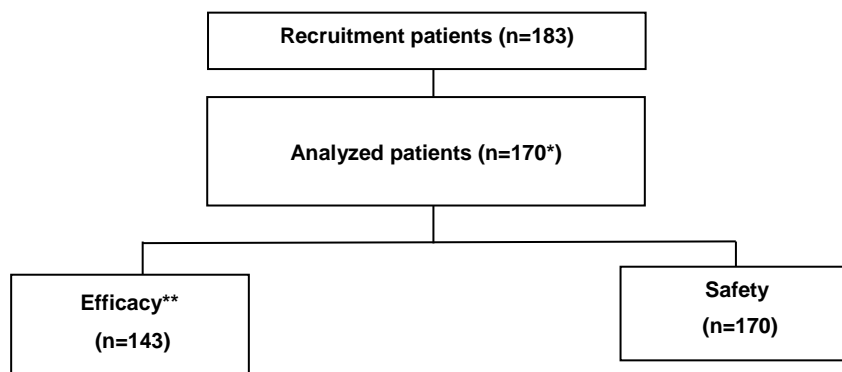 Recruitment patients (n=183)
Analyzed patients (n=170*)
Efficacy**
(n=143)
Safety
(n=170)